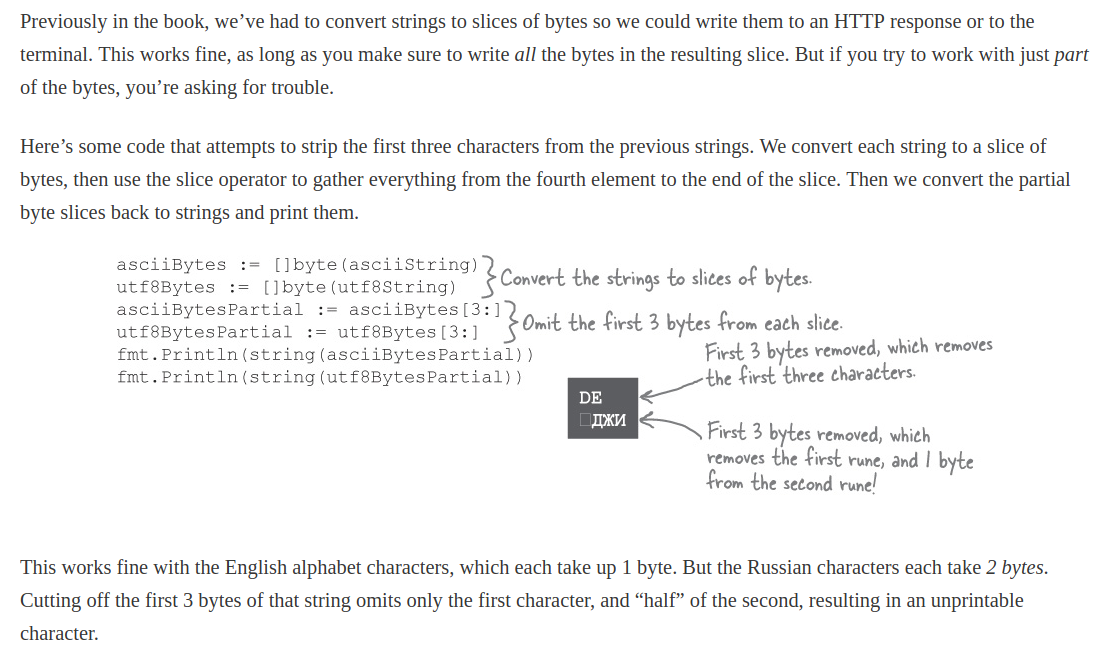 Previously in the book, we’ve had to convert strings to slices of bytes so we could write them to an HTTP response or to the
terminal. This works fine, as long as you make sure to write all the bytes in the resulting slice. But if you try to work with just part
of the bytes, you’re asking for trouble.
Here’s some code that attempts to strip the first three characters from the previous strings. We convert each string to a slice of
bytes, then use the slice operator to gather everything from the fourth element to the end of the slice. Then we convert the partial
byte slices back to strings and print them.
asciiBytes := []byte(asciiString)
utf8Bytes := []byte(utf8String)
Convert the strings to slices of bytes.
asciiBytesPartial := asciiBytes[3:]
utf8BytesPartial := utf8Bytes[3:]
Omit the first 3 bytes from each slice.
fmt.Println(string(asciiBytesPartial))
fmt.Println(string(utf8BytesPartial))
First 3 bytes removed, which removes
the first three characters.
DE
□ДЖИ
First 3 bytes removed, which
removes the first rune, and 1 byte
from the second rune!
This works fine with the English alphabet characters, which each take up 1 byte. But the Russian characters each take 2 bytes.
Cutting off the first 3 bytes of that string omits only the first character, and “half” of the second, resulting in an unprintable
character.